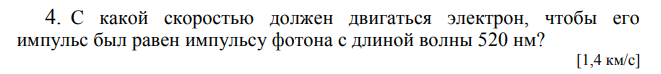 4. С какой скоростью должен двигаться электрон, чтобы его
импульс был равен импульсу фотона с длиной волны 520 нм?
[1,4 км/с]